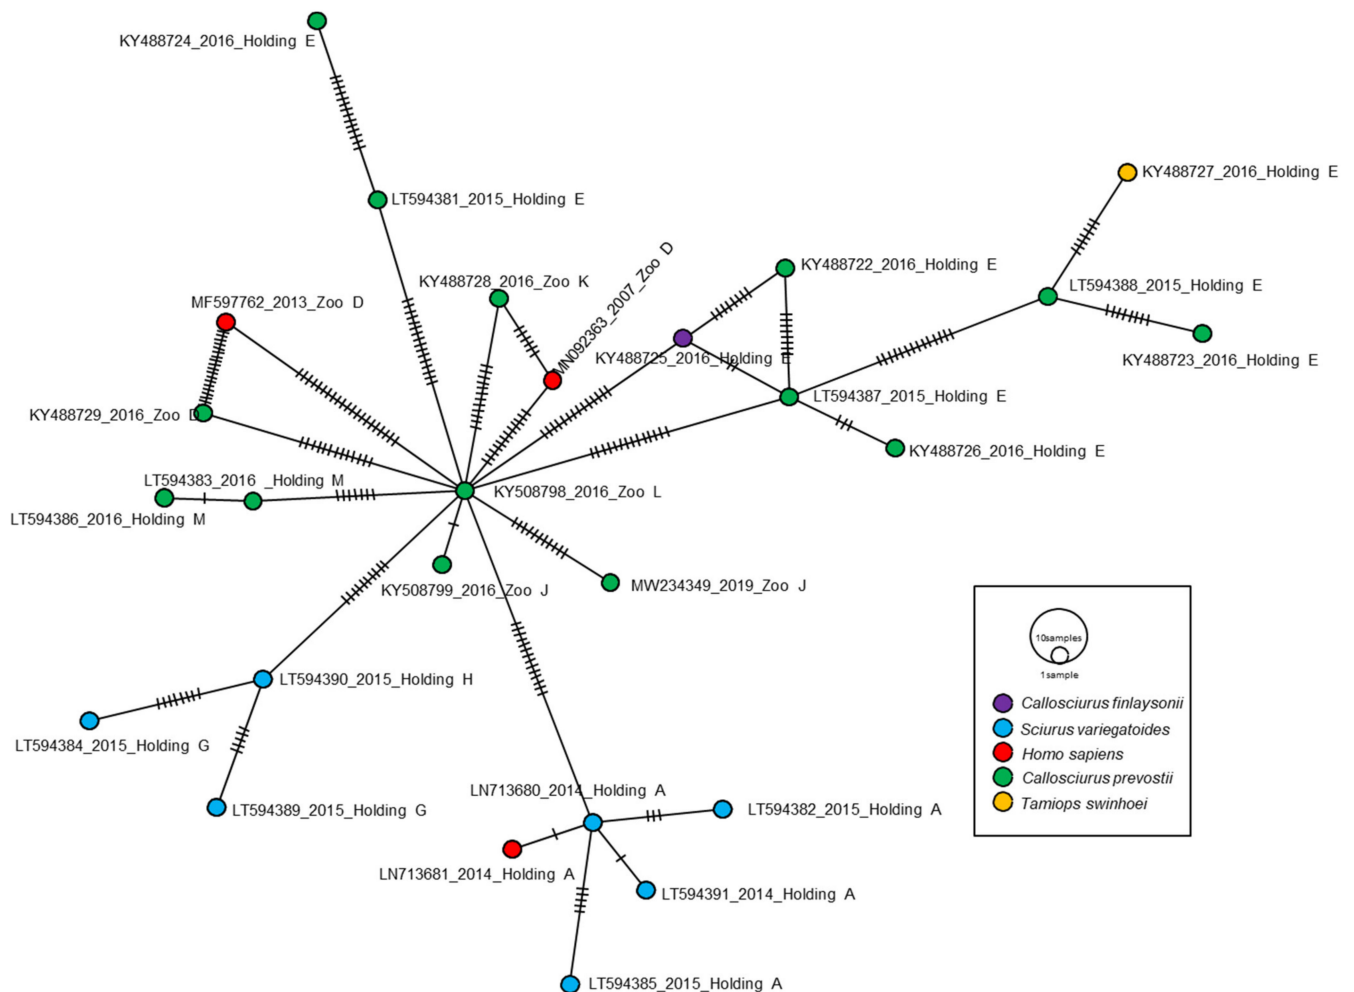 KY488724_2016_Holding E
KY488727_2016_Holding E
LT594381_2015_Holding E
MN092363_2007_Zoo D
KY488722_2016_Holding E
KY488728_2016_Zoo K
LT594388_2015_Holding E
MF597762_2013_Zoo D
KY488725_2016_Holding E
KY488723_2016_Holding E
LT594387_2015_Holding E
KY488729_2016_Zoo D
KY488726_2016_Holding E
LT594383_2016 _Holding M
KY508798_2016_Zoo L
LT594386_2016_Holding M
KY508799_2016_Zoo J
MW234349_2019_Zoo J
10samples
1sample
LT594390_2015_Holding H
Callosciurus finlaysonii
Sciurus variegatoides
LT594384_2015_Holding G
Homo sapiens
Callosciurus prevostii
LN713680_2014_Holding A
Tamiops swinhoei
LT594389_2015_Holding G
LT594382_2015_Holding A
LN713681_2014_Holding A
LT594391_2014_Holding A
LT594385_2015_Holding A